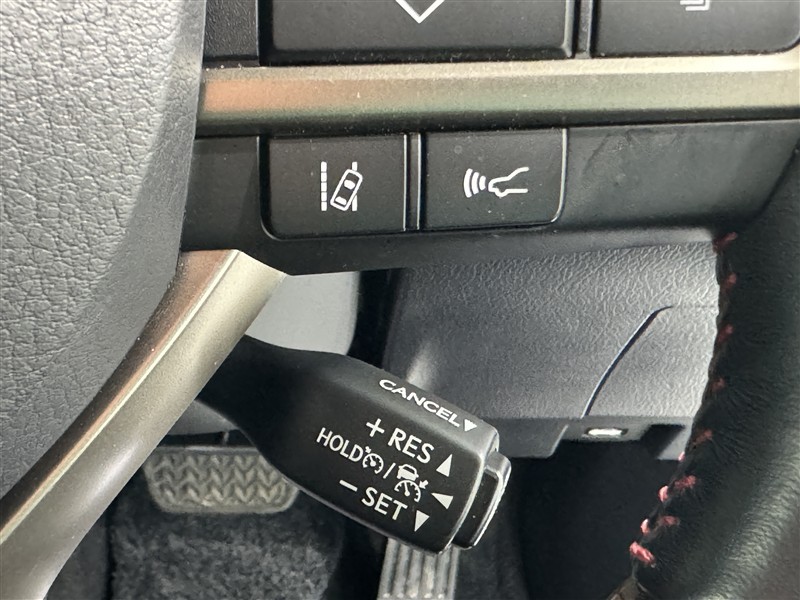 CANCEL
+ RES
HOLD /
- SET